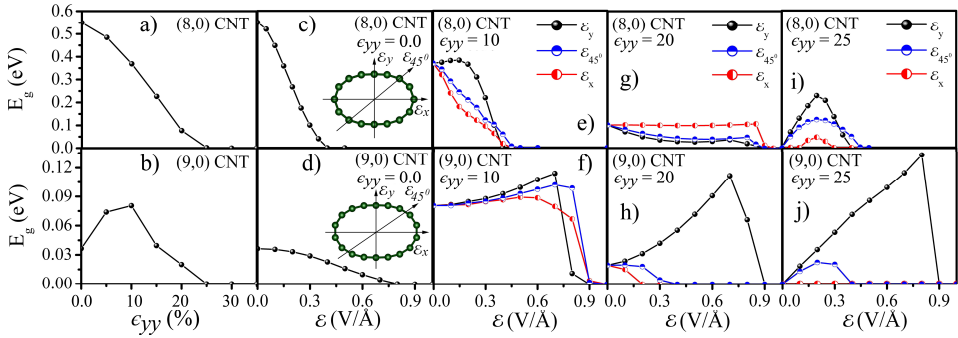 a) (8,0) CNT
c) (8,0) CNT
ϵyy = 0.0
εy ε45⁰
εx
(8,0) CNT
ϵyy = 10
εy
ε45⁰
εx
e)
(8,0) CNT
ϵyy = 20
εy
ε45⁰
εx
g)
(8,0) CNT
ϵyy = 25
εy
ε45⁰
εx
i)
Eg (eV)
0.6
0.5
0.4
0.3
0.2
0.1
0.0
b) (9,0) CNT
d) (9,0) CNT
ϵyy = 0.0
εy ε45⁰
εx
(9,0) CNT f)
ϵyy = 10
(9,0) CNT
ϵyy = 20
h)
(9,0) CNT
ϵyy = 25
j)
Eg (eV)
0.12
0.09
0.06
0.03
0.00
0.0 10 20 30 0.0 0.3 0.6 0.9 0.0 0.3 0.6 0.9 0.0 0.3 0.6 0.9 0.0 0.3 0.6 0.9
ϵyy (%) ε (V/Å) ε (V/Å) ε (V/Å) ε (V/Å)